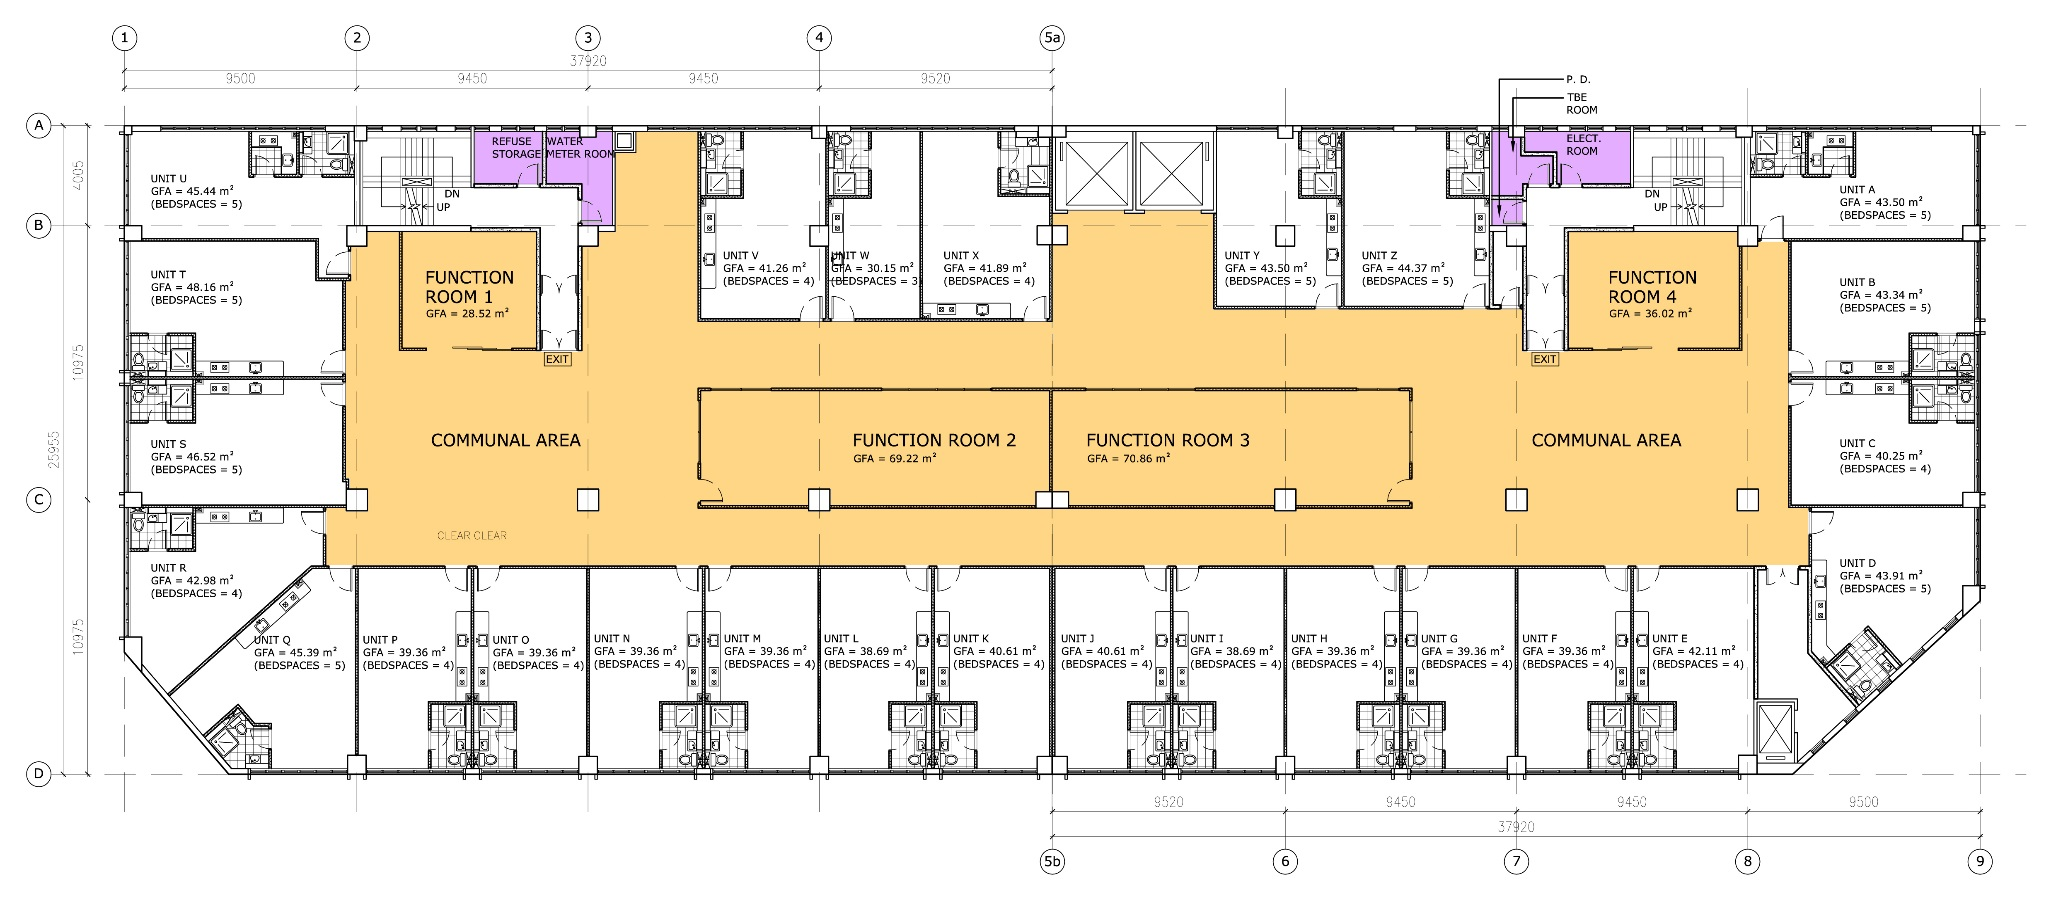 1
2
3
4
5a
37920
9500
9450
9450
9520
P. D.
TBE
ROOM
A
B
C
D
4005
10975
10975
25955
REFUSE
STORAGE
WATER
METER ROOM
ELECT.
ROOM
DN
UP
DN
UP
UNIT U
GFA = 45.44 m²
(BEDSPACES = 5)
UNIT A
GFA = 43.50 m²
(BEDSPACES = 5)
UNIT T
GFA = 48.16 m²
(BEDSPACES = 5)
FUNCTION
ROOM 1
GFA = 28.52 m²
EXIT
UNIT V
GFA = 41.26 m²
(BEDSPACES = 4)
UNIT W
GFA = 30.15 m²
(BEDSPACES = 3
UNIT X
GFA = 41.89 m²
(BEDSPACES = 4)
UNIT Y
GFA = 43.50 m²
(BEDSPACES = 5)
UNIT Z
GFA = 44.37 m²
(BEDSPACES = 5)
FUNCTION
ROOM 4
GFA = 36.02 m²
EXIT
UNIT B
GFA = 43.34 m²
(BEDSPACES = 5)
UNIT S
GFA = 46.52 m²
(BEDSPACES = 5)
COMMUNAL AREA
FUNCTION ROOM 2
GFA = 69.22 m²
FUNCTION ROOM 3
GFA = 70.86 m²
COMMUNAL AREA
UNIT C
GFA = 40.25 m²
(BEDSPACES = 4)
CLEAR CLEAR
UNIT R
GFA = 42.98 m²
(BEDSPACES = 4)
UNIT D
GFA = 43.91 m²
(BEDSPACES = 5)
UNIT Q
GFA = 45.39 m²
(BEDSPACES = 5)
UNIT P
GFA = 39.36 m²
(BEDSPACES = 4)
UNIT O
GFA = 39.36 m²
(BEDSPACES = 4)
UNIT N
GFA = 39.36 m²
(BEDSPACES = 4)
UNIT M
GFA = 39.36 m²
(BEDSPACES = 4)
UNIT L
GFA = 38.69 m²
(BEDSPACES = 4)
UNIT K
GFA = 40.61 m²
(BEDSPACES = 4)
UNIT J
GFA = 40.61 m²
(BEDSPACES = 4)
UNIT I
GFA = 38.69 m²
(BEDSPACES = 4)
UNIT H
GFA = 39.36 m²
(BEDSPACES = 4)
UNIT G
GFA = 39.36 m²
(BEDSPACES = 4)
UNIT F
GFA = 39.36 m²
(BEDSPACES = 4)
UNIT E
GFA = 42.11 m²
(BEDSPACES = 4)
9520
9450
9450
9500
37920
5b
6
7
8
9